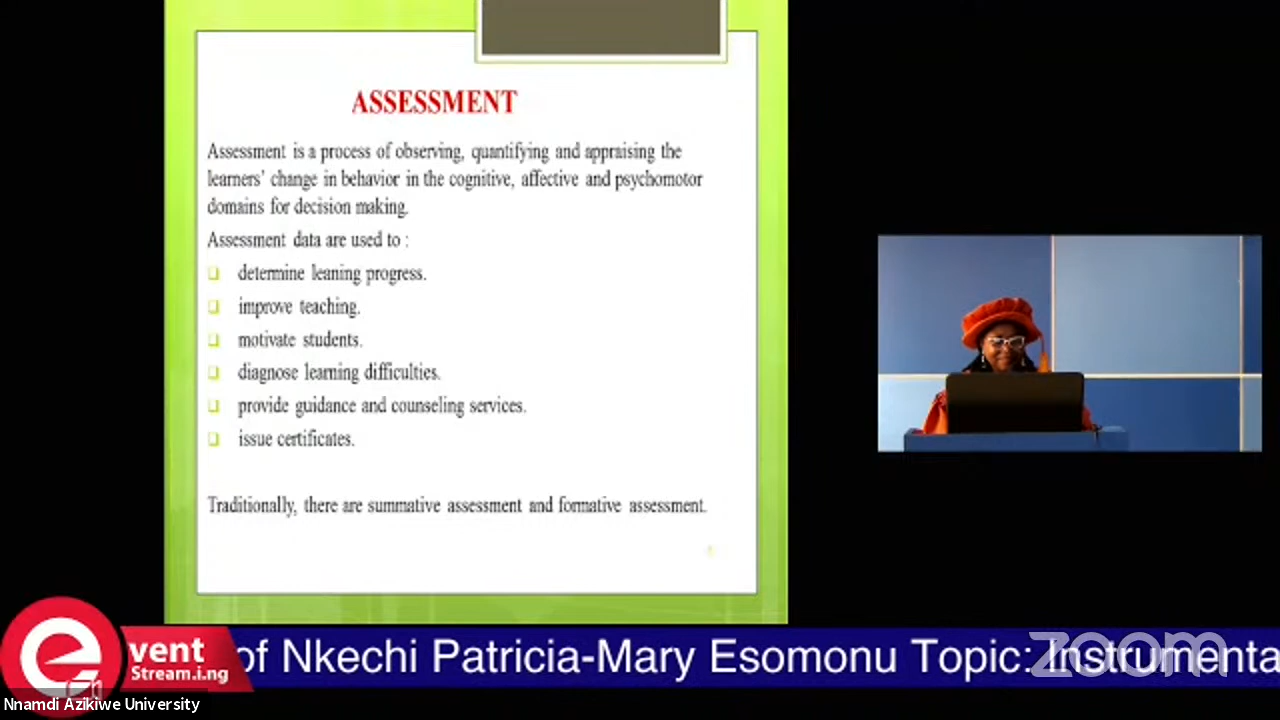 ASSESSMENT
Assessment is a process of observing, quantifying and appraising the
learners' change in behavior in the cognitive, affective and psychomotor
domains for decision making.
Assessment data are used to :
determine leaning progress.
improve teaching.
motivate students.
diagnose learning difficulties.
provide guidance and counseling services.
issue certificates.
Traditionally, there are summative assessment and formative assessment.
event
Stream.i.ng
of Nkechi Patricia-Mary Esomonu Topic: Instrumenta
zoom
Nnamdi Azikiwe University